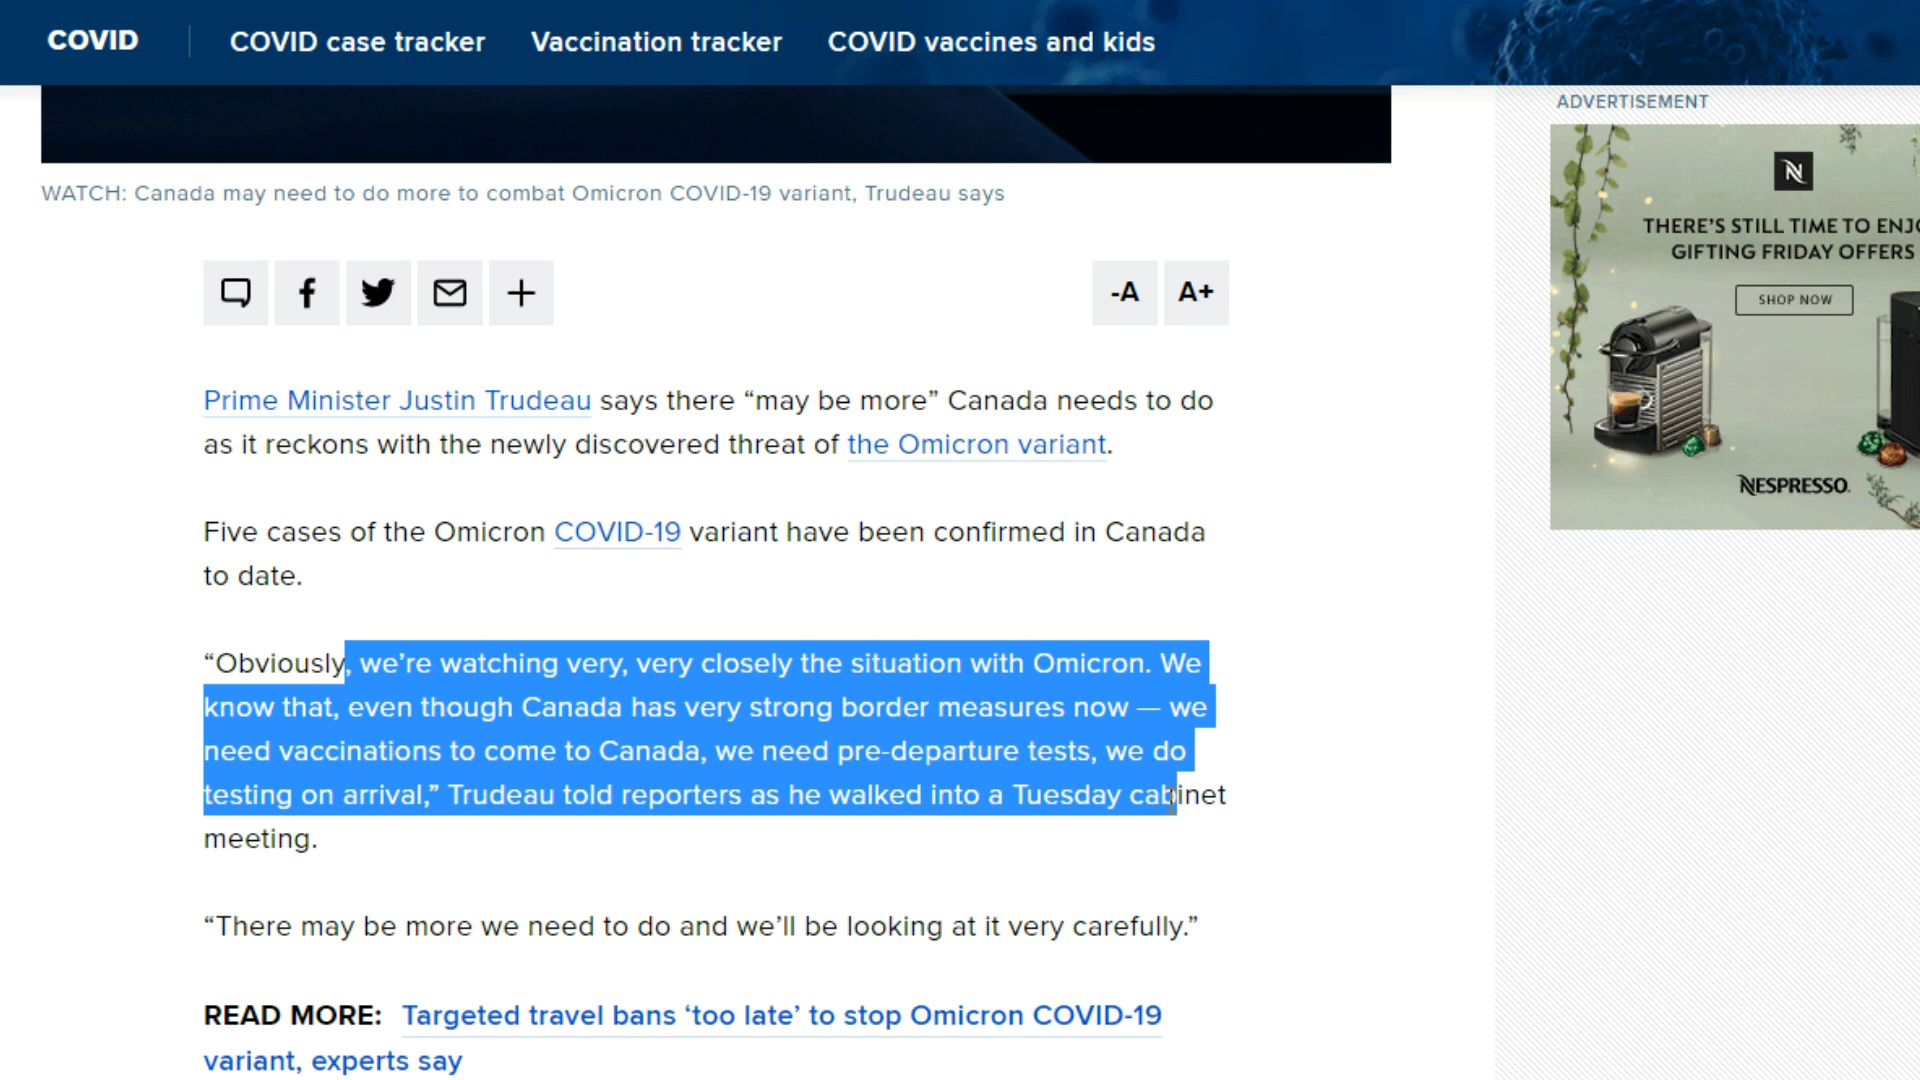 COVID
COVID case tracker
Vaccination tracker
COVID vaccines and kids
ADVERTISEMENT
WATCH: Canada may need to do more to combat Omicron COVID-19 variant, Trudeau says
-A
A+
Prime Minister Justin Trudeau says there “may be more” Canada needs to do
as it reckons with the newly discovered threat of the Omicron variant.
Five cases of the Omicron COVID-19 variant have been confirmed in Canada
to date.
“Obviously, we’re watching very, very closely the situation with Omicron. We
know that, even though Canada has very strong border measures now — we
need vaccinations to come to Canada, we need pre-departure tests, we do
testing on arrival,” Trudeau told reporters as he walked into a Tuesday cabinet
meeting.
“There may be more we need to do and we’ll be looking at it very carefully.”
READ MORE: Targeted travel bans ‘too late’ to stop Omicron COVID-19
variant, experts say
N
THERE’S STILL TIME TO ENJO
GIFTING FRIDAY OFFERS
SHOP NOW
NESPRESSO.